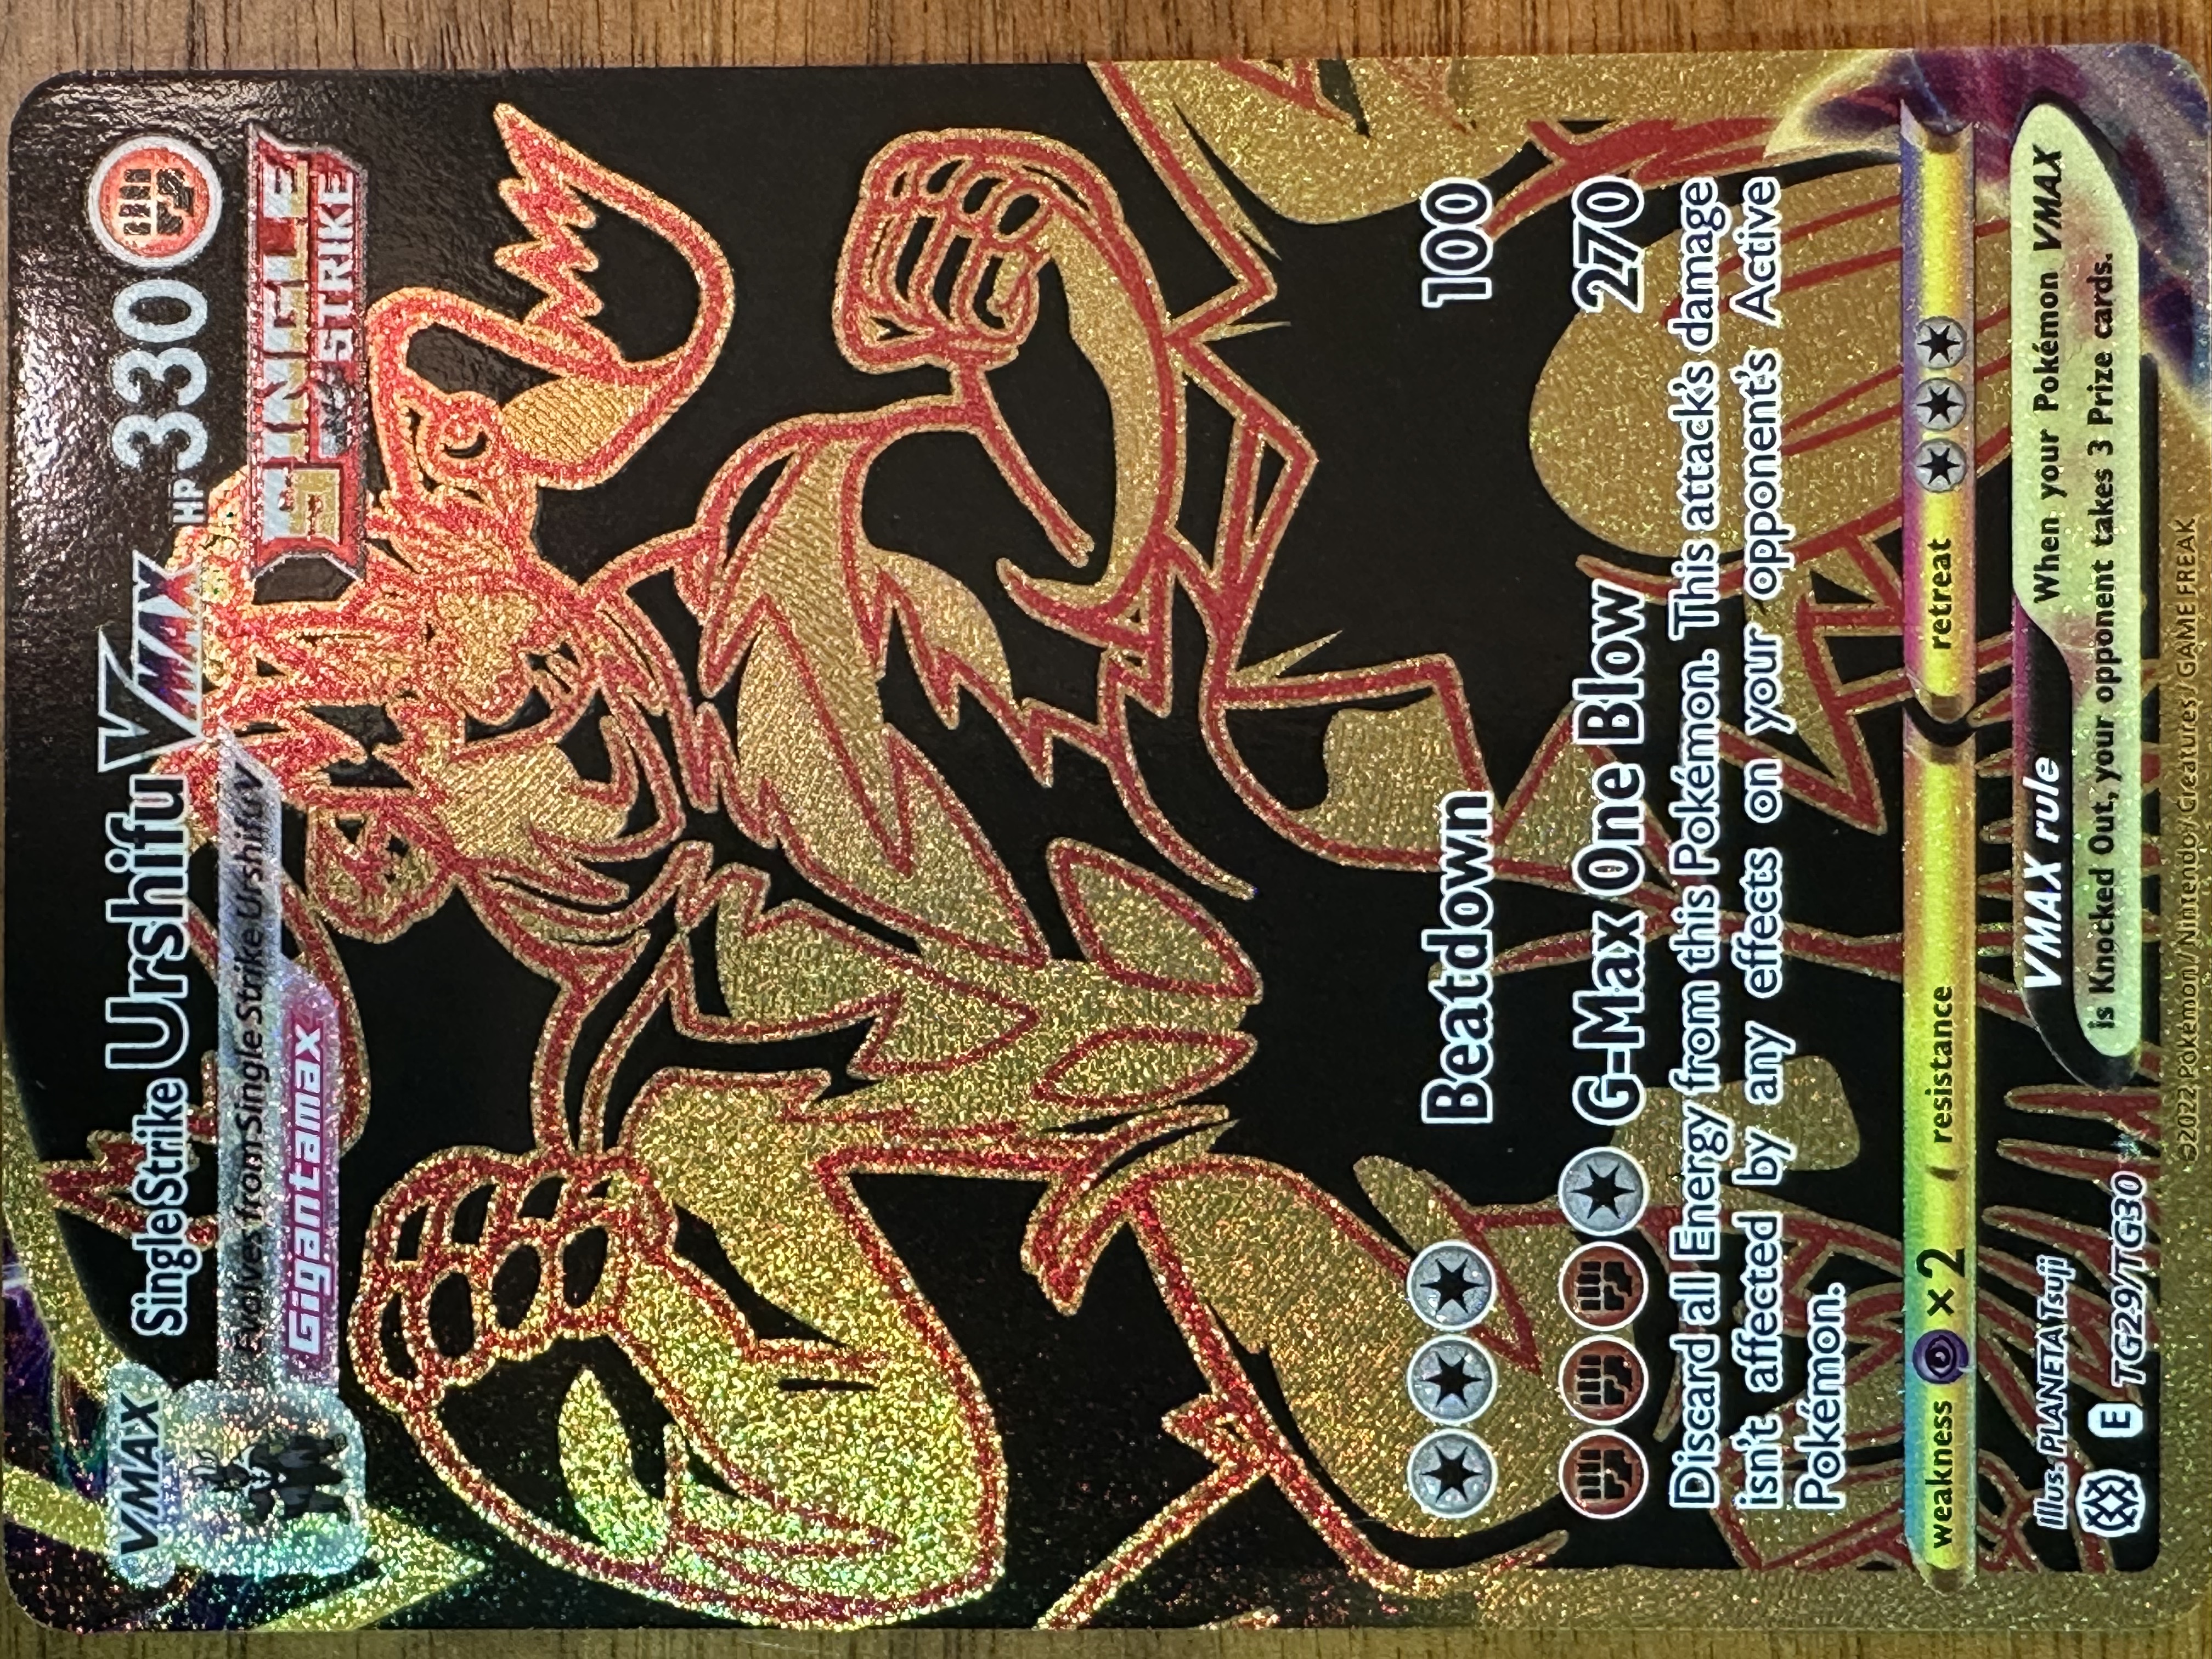 VMAX
Single Strike Urshifu VMAX HP 330
Evolves from Single Strike Urshifu V
Gigantamax
SINGLE STRIKE
Beatdown 100
G-Max One Blow 270
Discard all Energy from this Pokémon. This attack's damage
isn't affected by any effects on your opponent's Active
Pokémon.
weakness ×2 resistance retreat
Illus. PLANETA Tsuji
VMAX rule When your Pokémon VMAX
is Knocked Out, your opponent takes 3 Prize cards.
E TG29/TG30 ★
©2022 Pokémon / Nintendo / Creatures / GAME FREAK